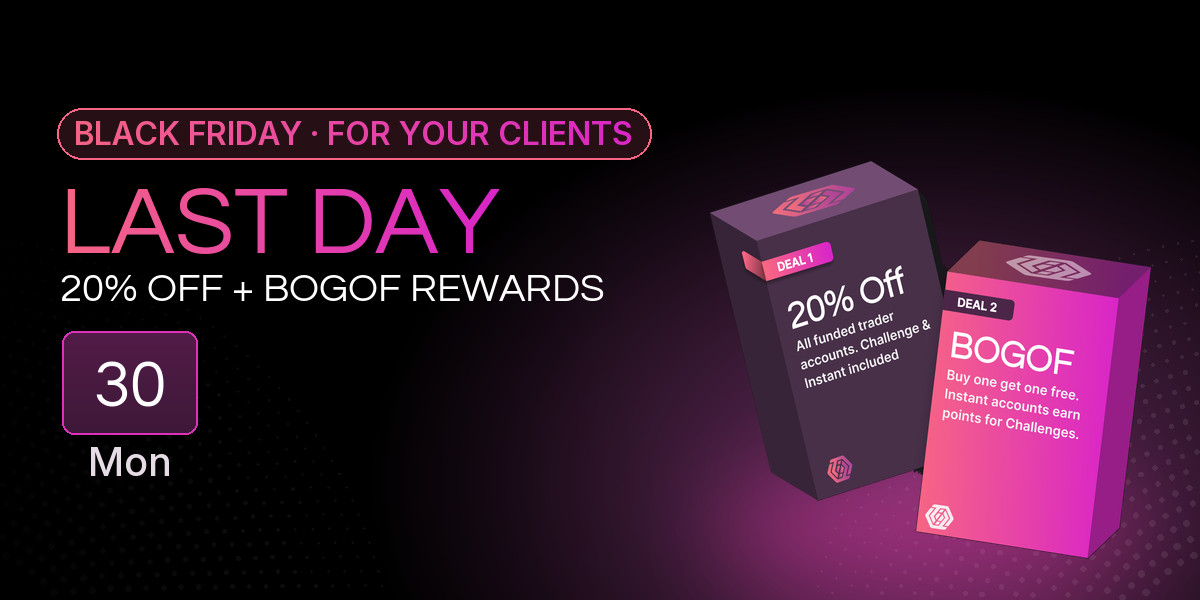 BLACK FRIDAY · FOR YOUR CLIENTS
LAST DAY
20% OFF + BOGOF REWARDS
30
Mon
DEAL 1
20% Off
All funded trader
accounts. Challenge &
Instant included
DEAL 2
BOGOF
Buy one get one free.
Instant accounts earn
points for Challenges.